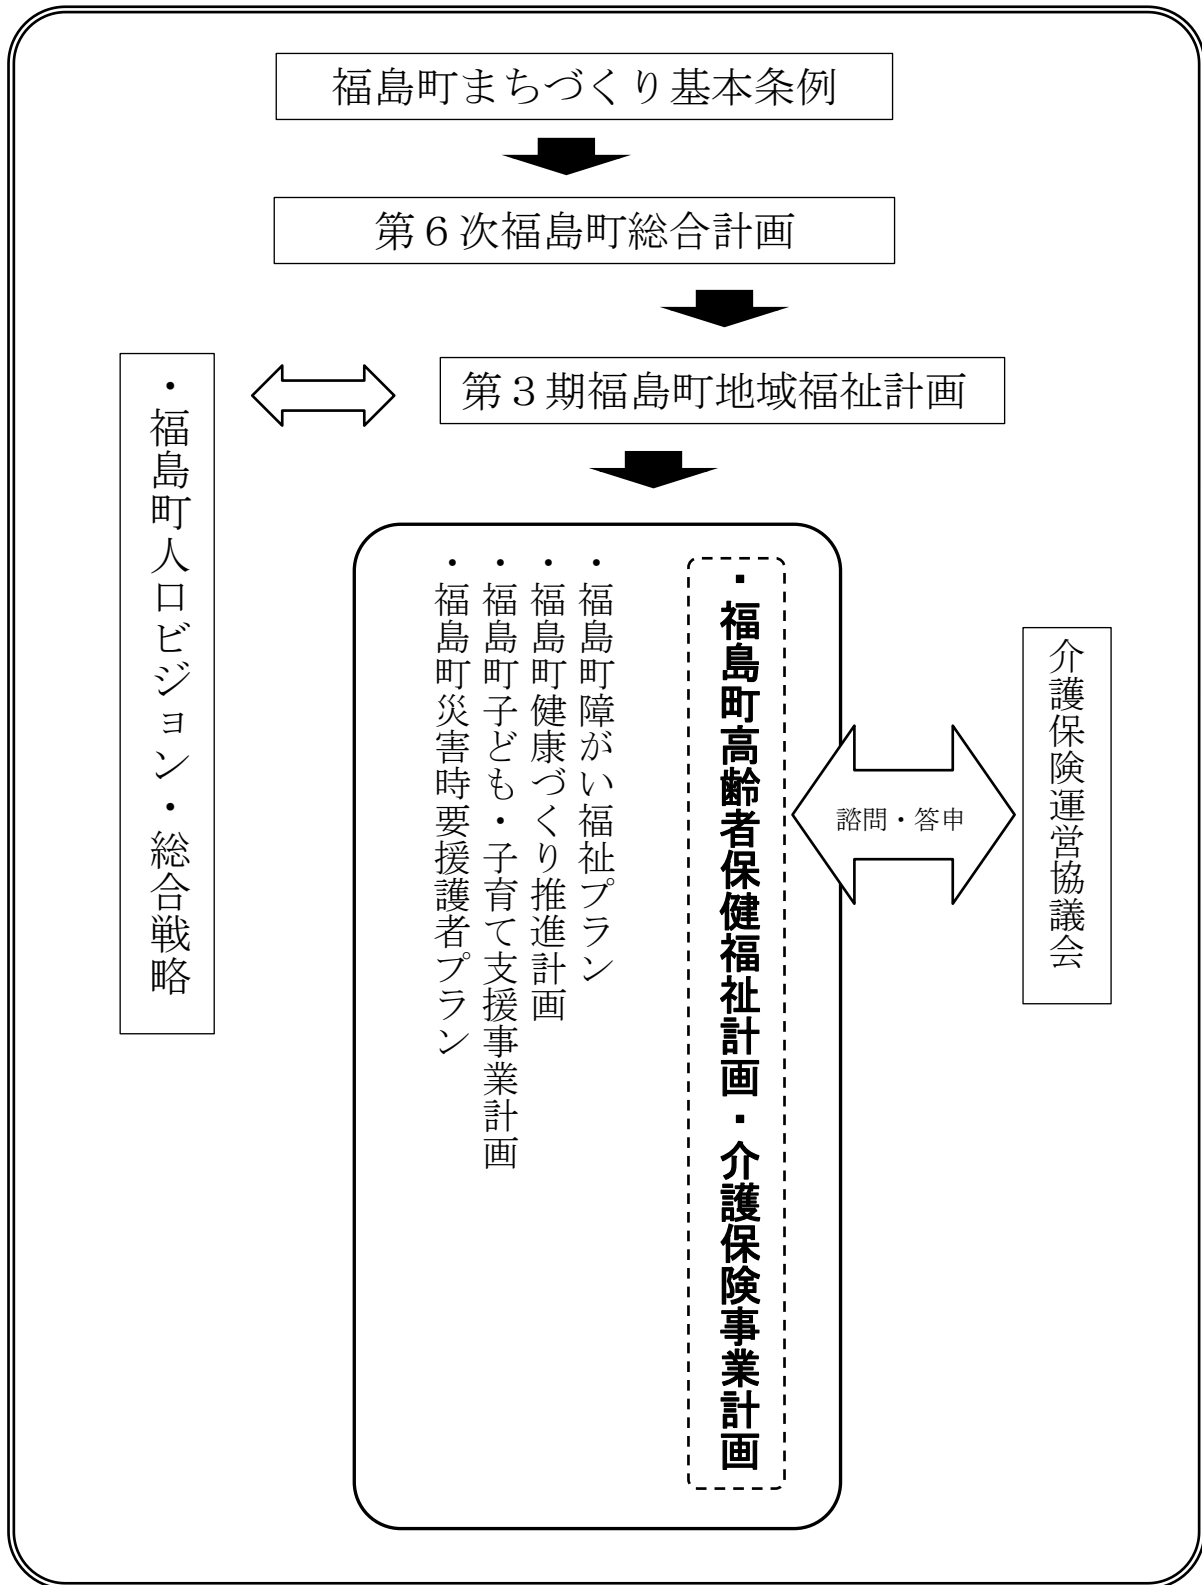 福島町まちづくり基本条例
第６次福島町総合計画
第３期福島町地域福祉計画
・福島町人口ビジョン・総合戦略
・福島町高齢者保健福祉計画・介護保険事業計画
・福島町障がい福祉プラン
・福島町健康づくり推進計画
・福島町子ども・子育て支援事業計画
・福島町災害時要援護者プラン
諮問・答申
介護保険運営協議会